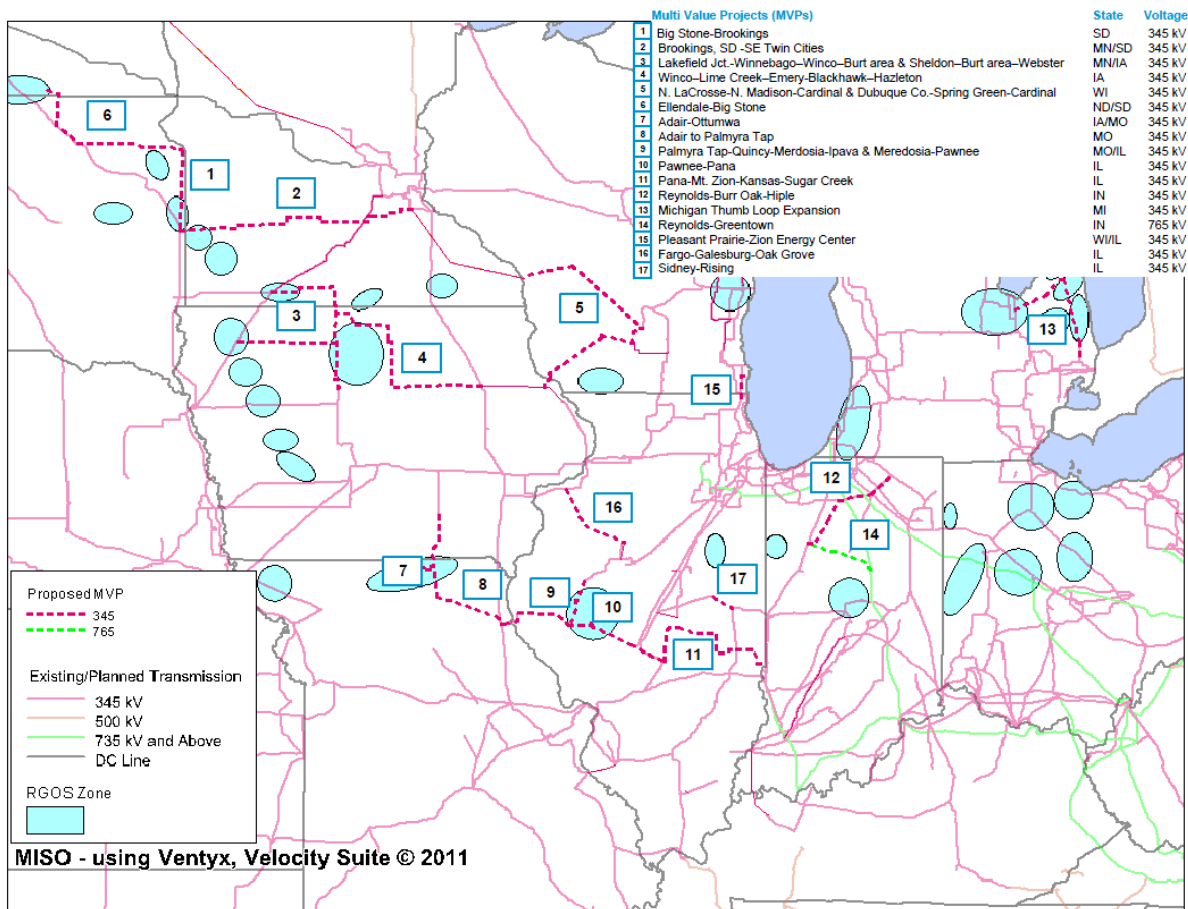 Multi Value Projects (MVPs) State Voltage
1 Big Stone-Brookings SD 345 kV
2 Brookings, SD -SE Twin Cities MN/SD 345 kV
3 Lakefield Jct.-Winnebago–Winco–Burt area & Sheldon–Burt area–Webster MN/IA 345 kV
4 Winco–Lime Creek–Emery-Blackhawk–Hazleton IA 345 kV
5 N. LaCrosse-N. Madison-Cardinal & Dubuque Co.-Spring Green-Cardinal WI 345 kV
6 Ellendale-Big Stone ND/SD 345 kV
7 Adair-Ottumwa IA/MO 345 kV
8 Adair to Palmyra Tap MO 345 kV
9 Palmyra Tap-Quincy-Merdosia-Ipava & Meredosia-Pawnee MO/IL 345 kV
10 Pawnee-Pana IL 345 kV
11 Pana-Mt. Zion-Kansas-Sugar Creek IL 345 kV
12 Reynolds-Burr Oak-Hiple IN 345 kV
13 Michigan Thumb Loop Expansion MI 345 kV
14 Reynolds-Greentown IN 765 kV
15 Pleasant Prairie-Zion Energy Center WI/IL 345 kV
16 Fargo-Galesburg-Oak Grove IL 345 kV
17 Sidney-Rising IL 345 kV
6
1
2
3
5
13
4
15
12
16
14
7
8
9
10
17
11
Proposed MVP
345
765
Existing/Planned Transmission
345 kV
500 kV
735 kV and Above
DC Line
RGOS Zone
MISO - using Ventyx, Velocity Suite © 2011